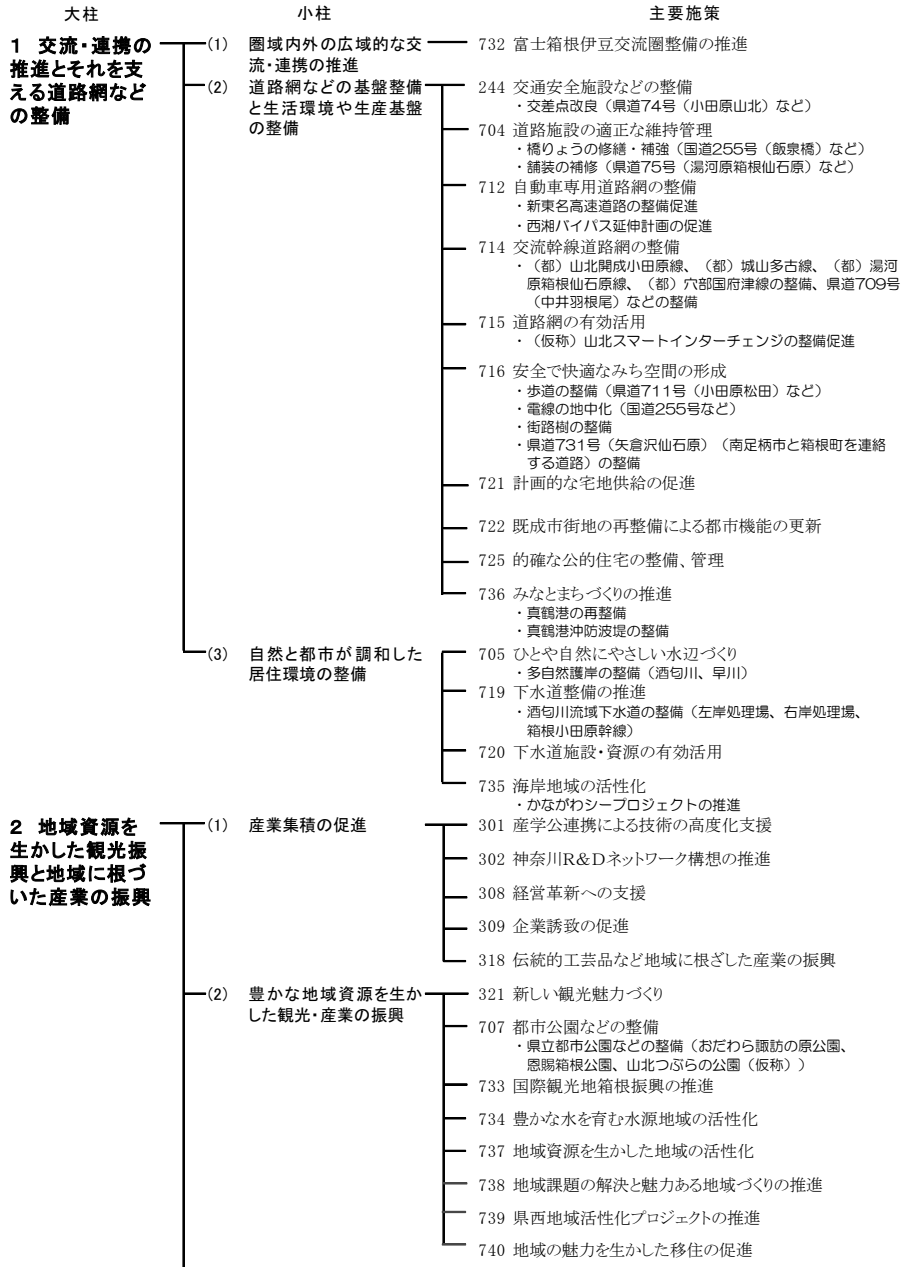 大柱 小柱 主要施策
1 交流・連携の推進とそれを支える道路網などの整備
(1) 圏域内外の広域的な交流・連携の推進
732 富士箱根伊豆交流圏整備の推進
(2) 道路網などの基盤整備と生活環境や生産基盤の整備
244 交通安全施設などの整備
・交差点改良（県道74号（小田原山北）など）
704 道路施設の適正な維持管理
・橋りょうの修繕・補強（国道255号（飯泉橋）など）
・舗装の補修（県道75号（湯河原箱根仙石原）など）
712 自動車専用道路網の整備
・新東名高速道路の整備促進
・西湘バイパス延伸計画の促進
714 交流幹線道路網の整備
・（都）山北開成小田原線、（都）城山多古線、（都）湯河
原箱根仙石原線、（都）穴部国府津線の整備、県道709号
（中井羽根尾）などの整備
715 道路網の有効活用
・（仮称）山北スマートインターチェンジの整備促進
716 安全で快適なみち空間の形成
・歩道の整備（県道711号（小田原松田）など）
・電線の地中化（国道255号など）
・街路樹の整備
・県道731号（矢倉沢仙石原）（南足柄市と箱根町を連絡
する道路）の整備
721 計画的な宅地供給の促進
722 既成市街地の再整備による都市機能の更新
725 的確な公的住宅の整備、管理
736 みなとまちづくりの推進
・真鶴港の再整備
・真鶴港沖防波堤の整備
(3) 自然と都市が調和した居住環境の整備
705 ひとや自然にやさしい水辺づくり
・多自然護岸の整備（酒匂川、早川）
719 下水道整備の推進
・酒匂川流域下水道の整備（左岸処理場、右岸処理場、
箱根小田原幹線）
720 下水道施設・資源の有効活用
735 海岸地域の活性化
・かながわシープロジェクトの推進
2 地域資源を生かした観光振興と地域に根づいた産業の振興
(1) 産業集積の促進
301 産学公連携による技術の高度化支援
302 神奈川R&Dネットワーク構想の推進
308 経営革新への支援
309 企業誘致の促進
318 伝統的工芸品など地域に根ざした産業の振興
(2) 豊かな地域資源を生かした観光・産業の振興
321 新しい観光魅力づくり
707 都市公園などの整備
・県立都市公園などの整備（おだわら諏訪の原公園、
恩賜箱根公園、山北つぶらの公園（仮称））
733 国際観光地箱根振興の推進
734 豊かな水を育む水源地域の活性化
737 地域資源を生かした地域の活性化
738 地域課題の解決と魅力ある地域づくりの推進
739 県西地域活性化プロジェクトの推進
740 地域の魅力を生かした移住の促進